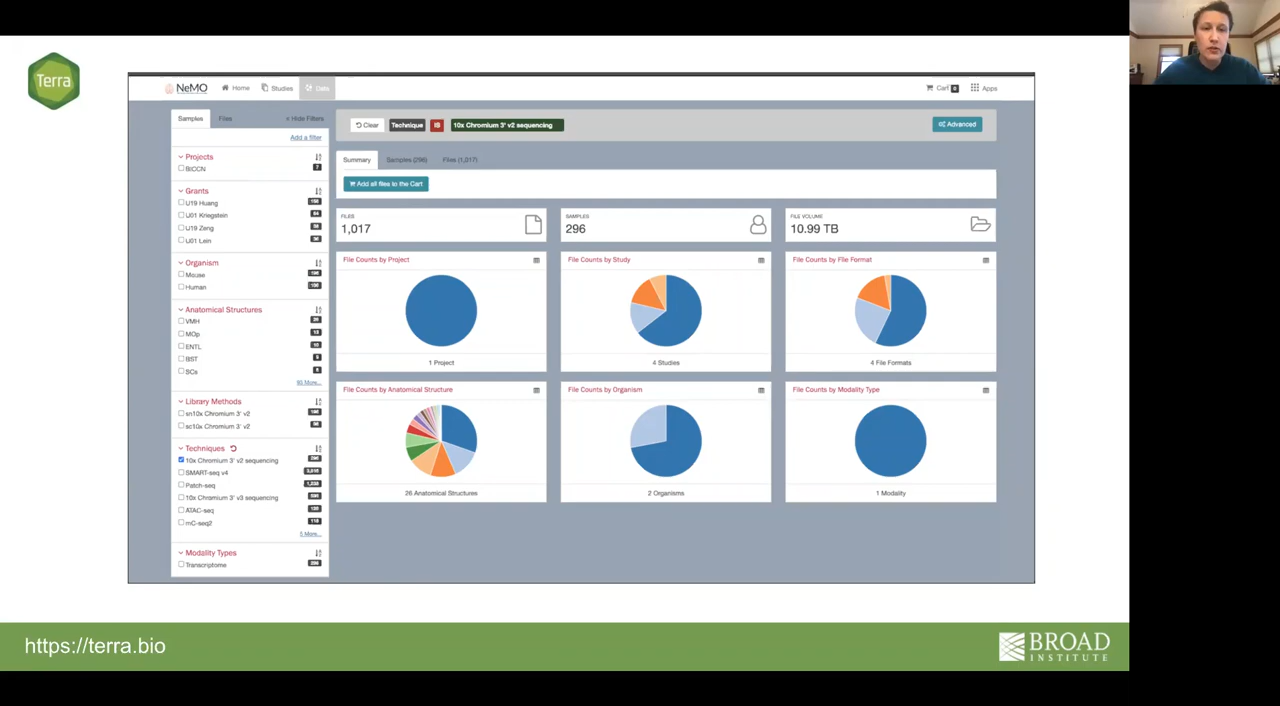 Terra
NeMO Home Studies Data Cart 0 Apps
Samples Files « Hide Filters
Add a filter
Projects
BICCN 7
Grants
U19 Huang
U01 Kriegstein
U19 Zeng
U01 Lein
Organism
Mouse
Human
Anatomical Structures
VMH
MOp
ENTL
BST
SCs
Library Methods
sn10x Chromium 3' v2
sc10x Chromium 3' v2
Techniques
10x Chromium 3' v2 sequencing
SMART-seq v4
Patch-seq
10x Chromium 3' v3 sequencing
ATAC-seq
mC-seq2
5 More...
Modality Types
Transcriptome
Clear Technique IS 10x Chromium 3' v2 sequencing Advanced
Summary Samples (296) Files (1,017)
Add all files to the Cart
FILES
1,017
SAMPLES
296
FILE VOLUME
10.99 TB
File Counts by Project
1 Project
File Counts by Study
4 Studies
File Counts by File Format
4 File Formats
File Counts by Anatomical Structure
26 Anatomical Structures
File Counts by Organism
2 Organisms
File Counts by Modality Type
1 Modality
https://terra.bio
BROAD
INSTITUTE